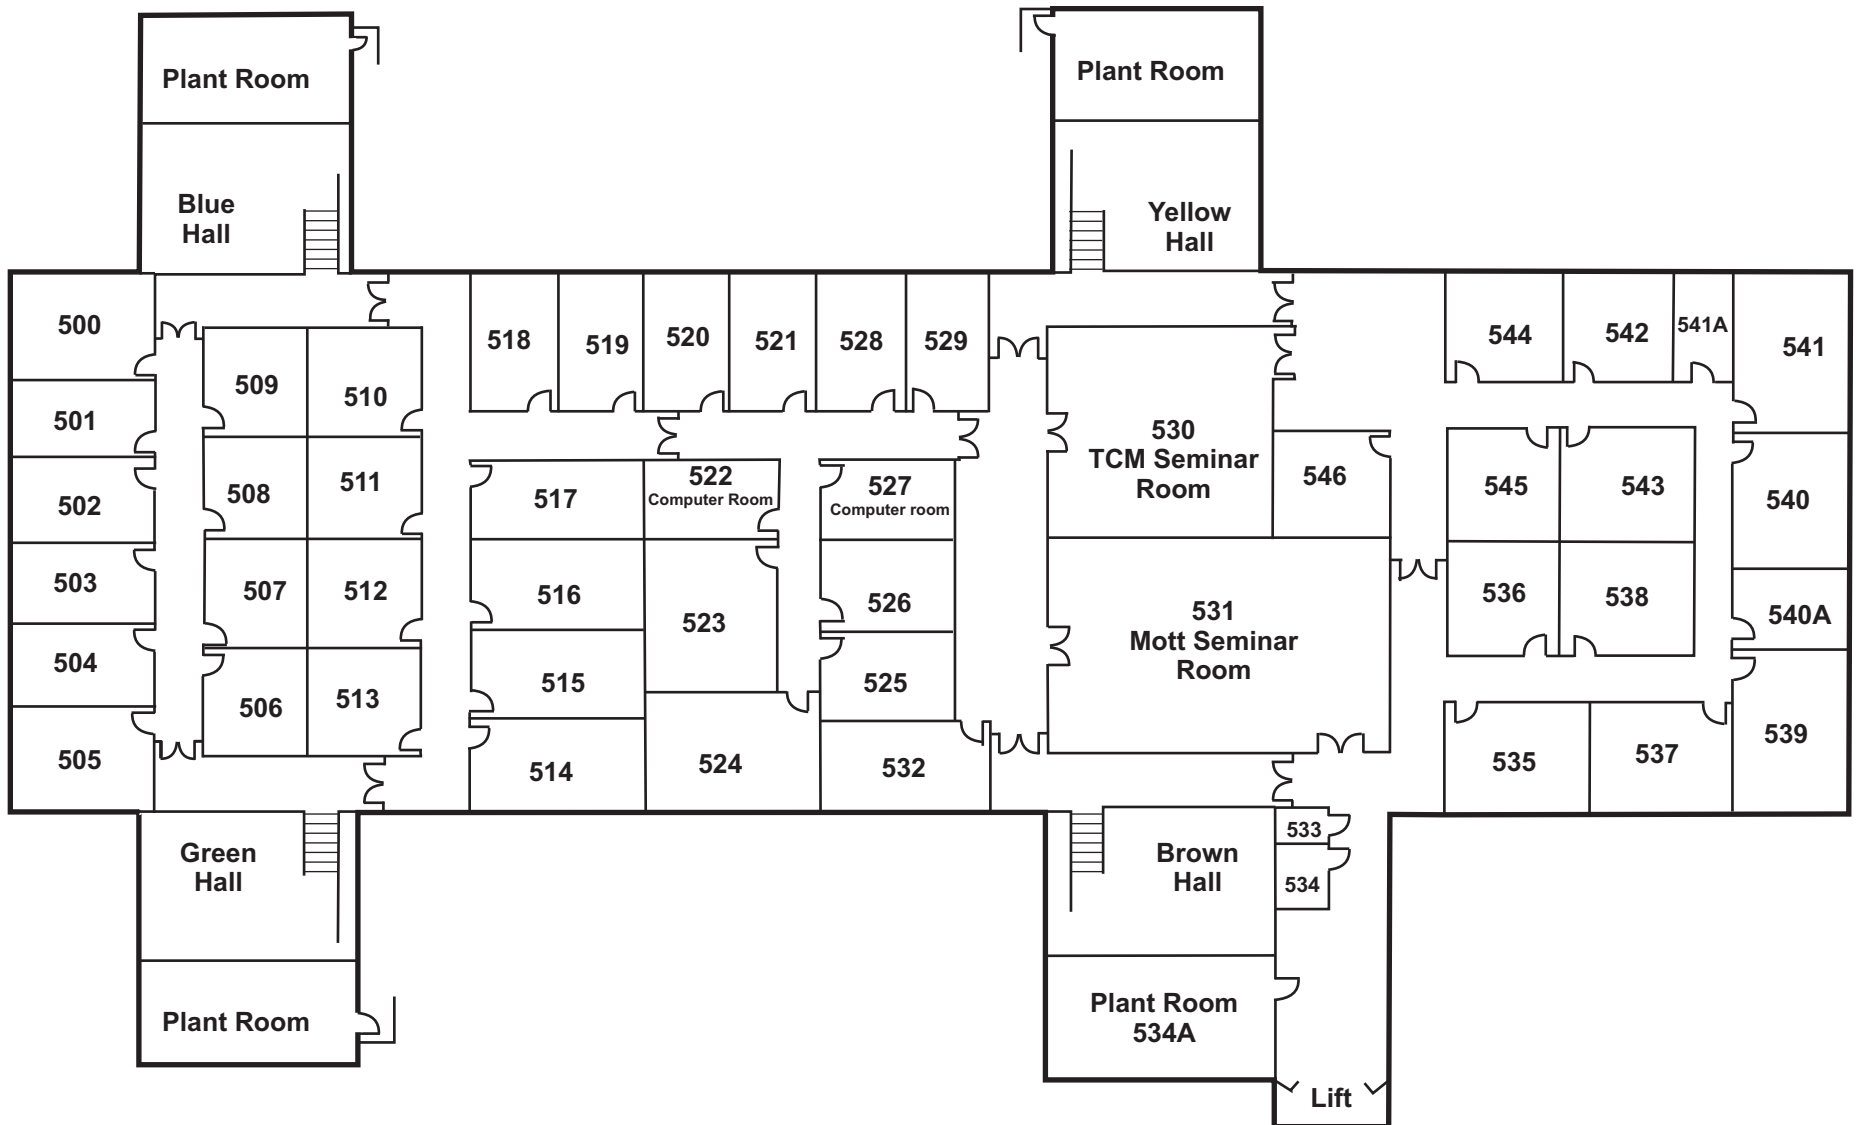 Plant Room
Plant Room
Blue
Hall
Yellow
Hall
500
501
502
503
504
505
509
510
508
511
507
512
506
513
518
519
520
521
528
529
517
522
Computer Room
527
Computer room
516
523
526
515
525
514
524
532
530
TCM Seminar
Room
546
531
Mott Seminar
Room
544
542
541A
541
545
543
540
536
538
540A
535
537
539
Green
Hall
Brown
Hall
533
534
Plant Room
Plant Room
534A
Lift